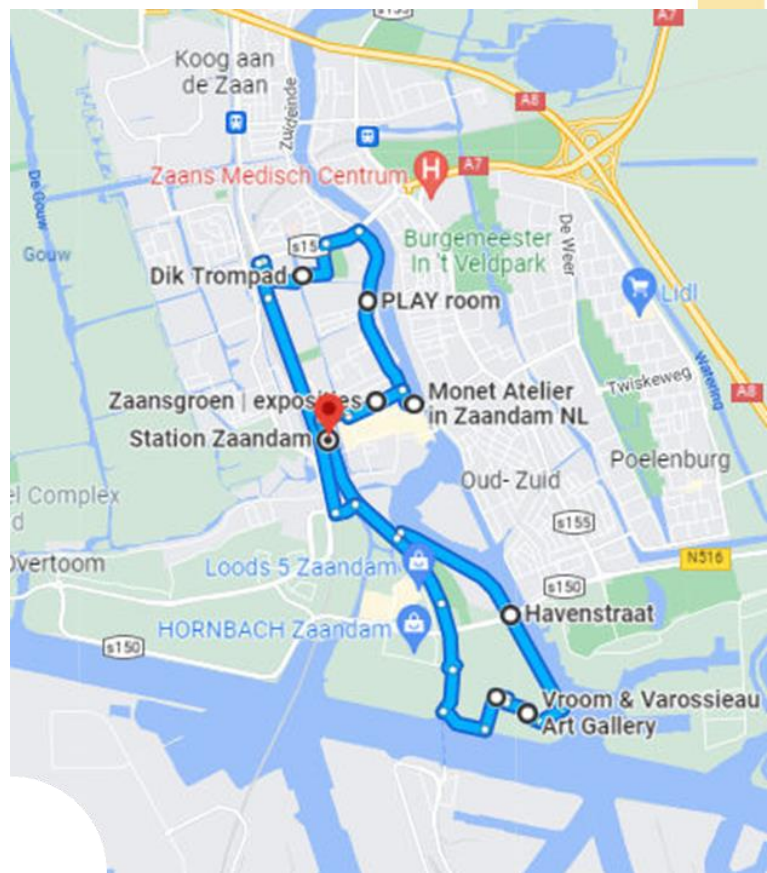 s155
A7
Koog aan
de Zaan
Zuideinde
A8
De Gouw
Zaans Medisch Centrum
H
A7
Gouw
s15
Burgemeester
In 't Veldpark
De Weer
Dik Trompad
PLAY room
Lidl
Watering
Twiskeweg
A8
Zaansgroen | exposities
Monet Atelier
in Zaandam NL
Station Zaandam
Poelenburg
Oud- Zuid
el Complex
d
s155
Overtoom
Loods 5 Zaandam
N516
s150
Havenstraat
HORNBACH Zaandam
s150
Vroom & Varossieau
Art Gallery